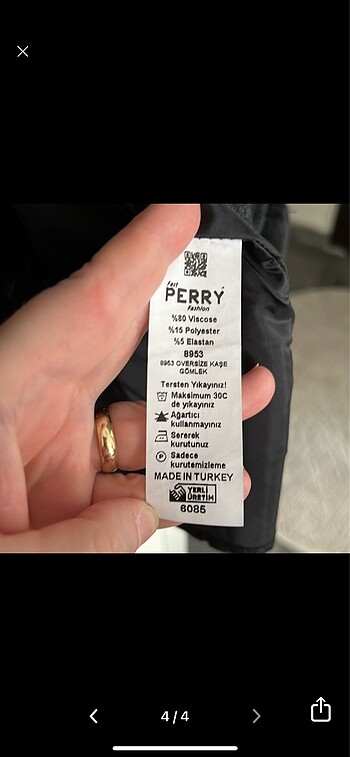 fast
PERRY
fashion
%80 Viscose
%15 Polyester
%5 Elastan
8953
8953 OVERSIZE KAŞE
GÖMLEK
Tersten Yıkayınız!
Maksimum 30C
de yıkayınız
Ağartıcı
kullanmayınız
Sererek
kurutunuz
P
Sadece
kurutemizleme
MADE IN TURKEY
YERLİ
ÜRETİM
6085
4/4